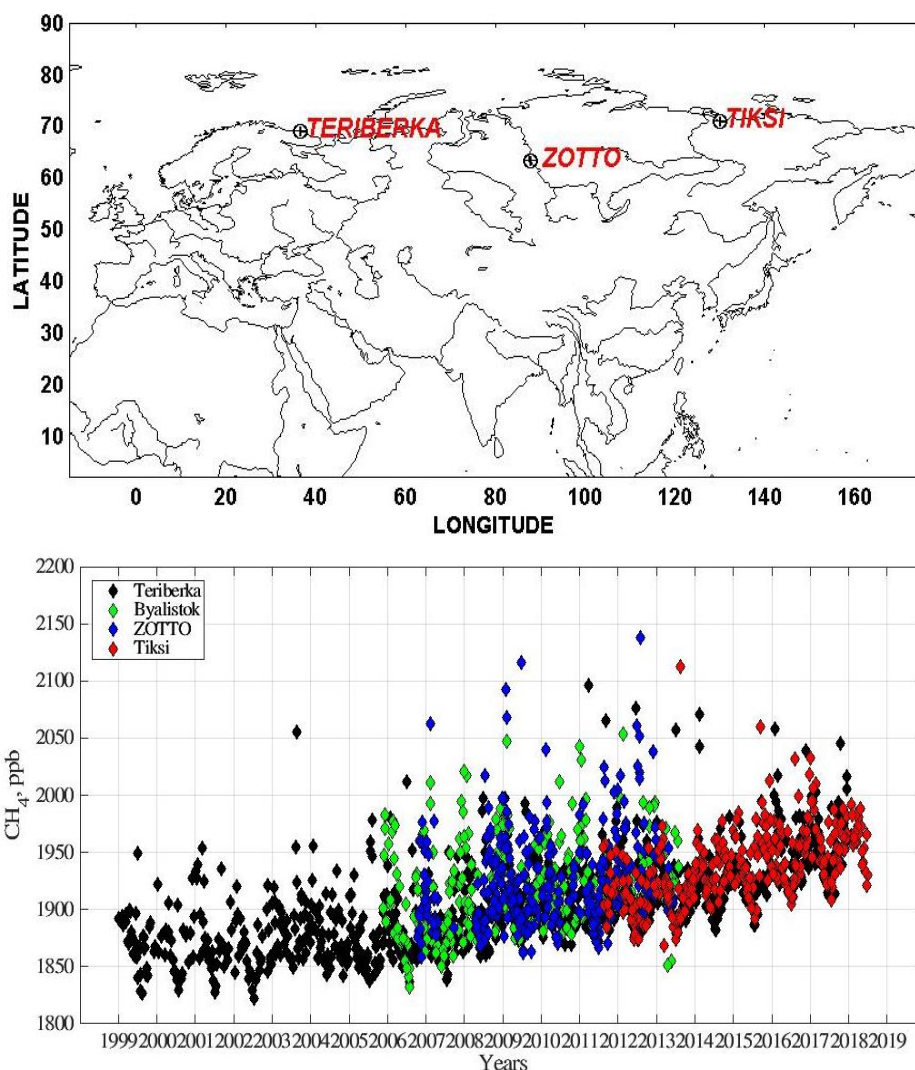 90
80
70
60
50
40
30
20
10
LATITUDE
TERIBERKA
TIKSI
ZOTTO
0 20 40 60 80 100 120 140 160
LONGITUDE
2200
2150
2100
2050
2000
1950
1900
1850
1800
CH4, ppb
Teriberka
Byalistok
ZOTTO
Tiksi
1999 2000 2001 2002 2003 2004 2005 2006 2007 2008 2009 2010 2011 2012 2013 2014 2015 2016 2017 2018 2019
Years